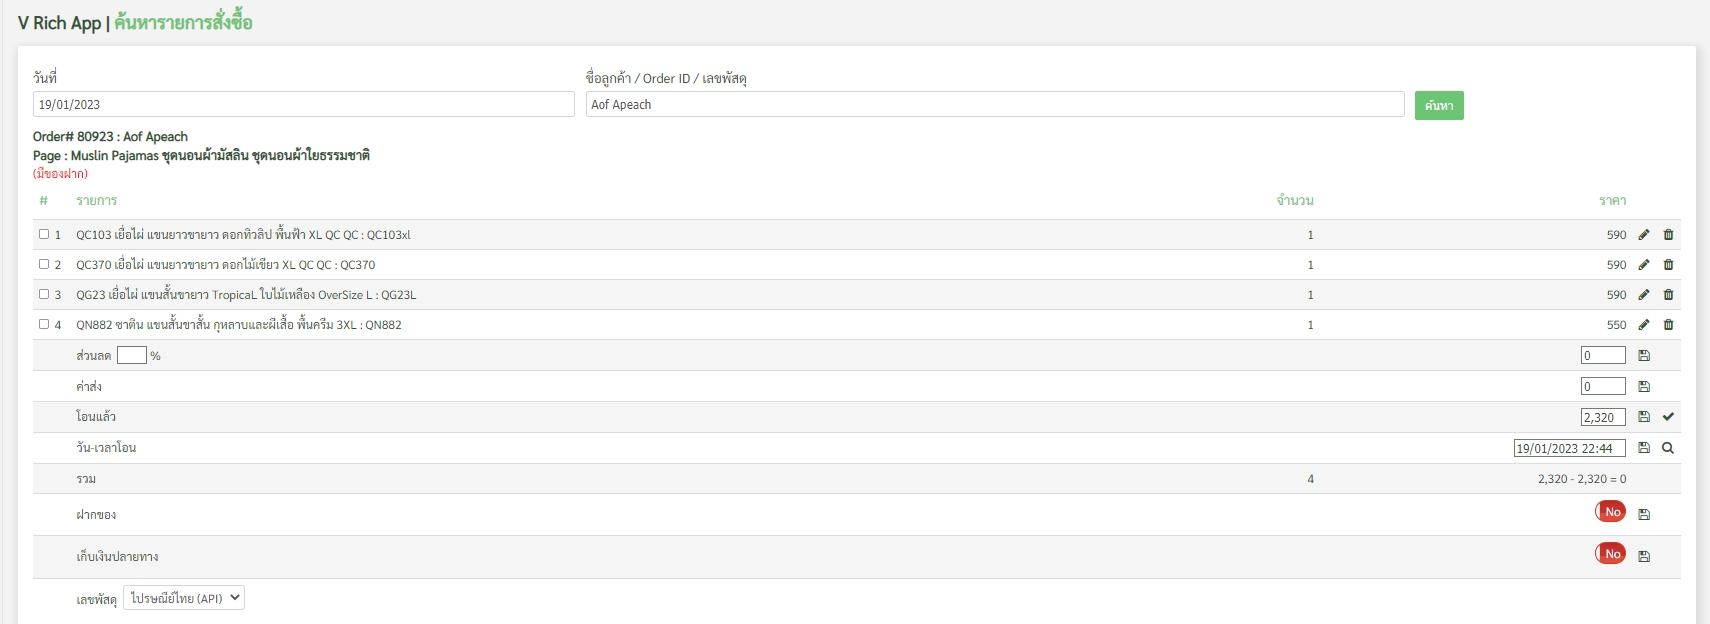 V Rich App | ค้นหารายการสั่งซื้อ
วันที่
ชื่อลูกค้า / Order ID / เลขพัสดุ
19/01/2023
Aof Apeach
ค้นหา
Order# 80923 : Aof Apeach
Page : Muslin Pajamas ชุดนอนผ้ามัสลิน ชุดนอนผ้าใยธรรมชาติ
(มีของฝาก)
# รายการ จำนวน ราคา
1 QC103 เยื่อไผ่ แขนยาวขายาว ดอกทิวลิป พื้นฟ้า XL QC QC : QC103xl 1 590
2 QC370 เยื่อไผ่ แขนยาวขายาว ดอกไม้เขียว XL QC QC : QC370 1 590
3 QG23 เยื่อไผ่ แขนสั้นขายาว TropicaL ใบไม้เหลือง OverSize L : QG23L 1 590
4 QN882 ซาติน แขนสั้นขาสั้น กุหลาบและผีเสื้อ พื้นครีม 3XL : QN882 1 550
ส่วนลด % 0
ค่าส่ง 0
โอนแล้ว 2,320
วัน-เวลาโอน 19/01/2023 22:44
รวม 4 2,320 - 2,320 = 0
ฝากของ No
เก็บเงินปลายทาง No
เลขพัสดุ ไปรษณีย์ไทย (API)